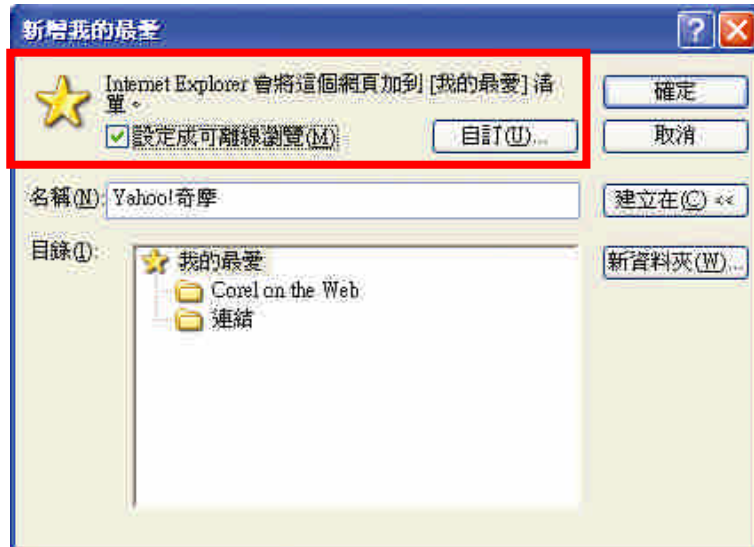 新增我的最愛
Internet Explorer 會將這個網頁加到 [我的最愛] 清
單。
確定
設定成可離線瀏覽(M)
自訂(U)...
取消
名稱(N):
Yahoo!奇摩
建立在(C) <<
目錄(I):
我的最愛
新資料夾(W)...
Corel on the Web
連結